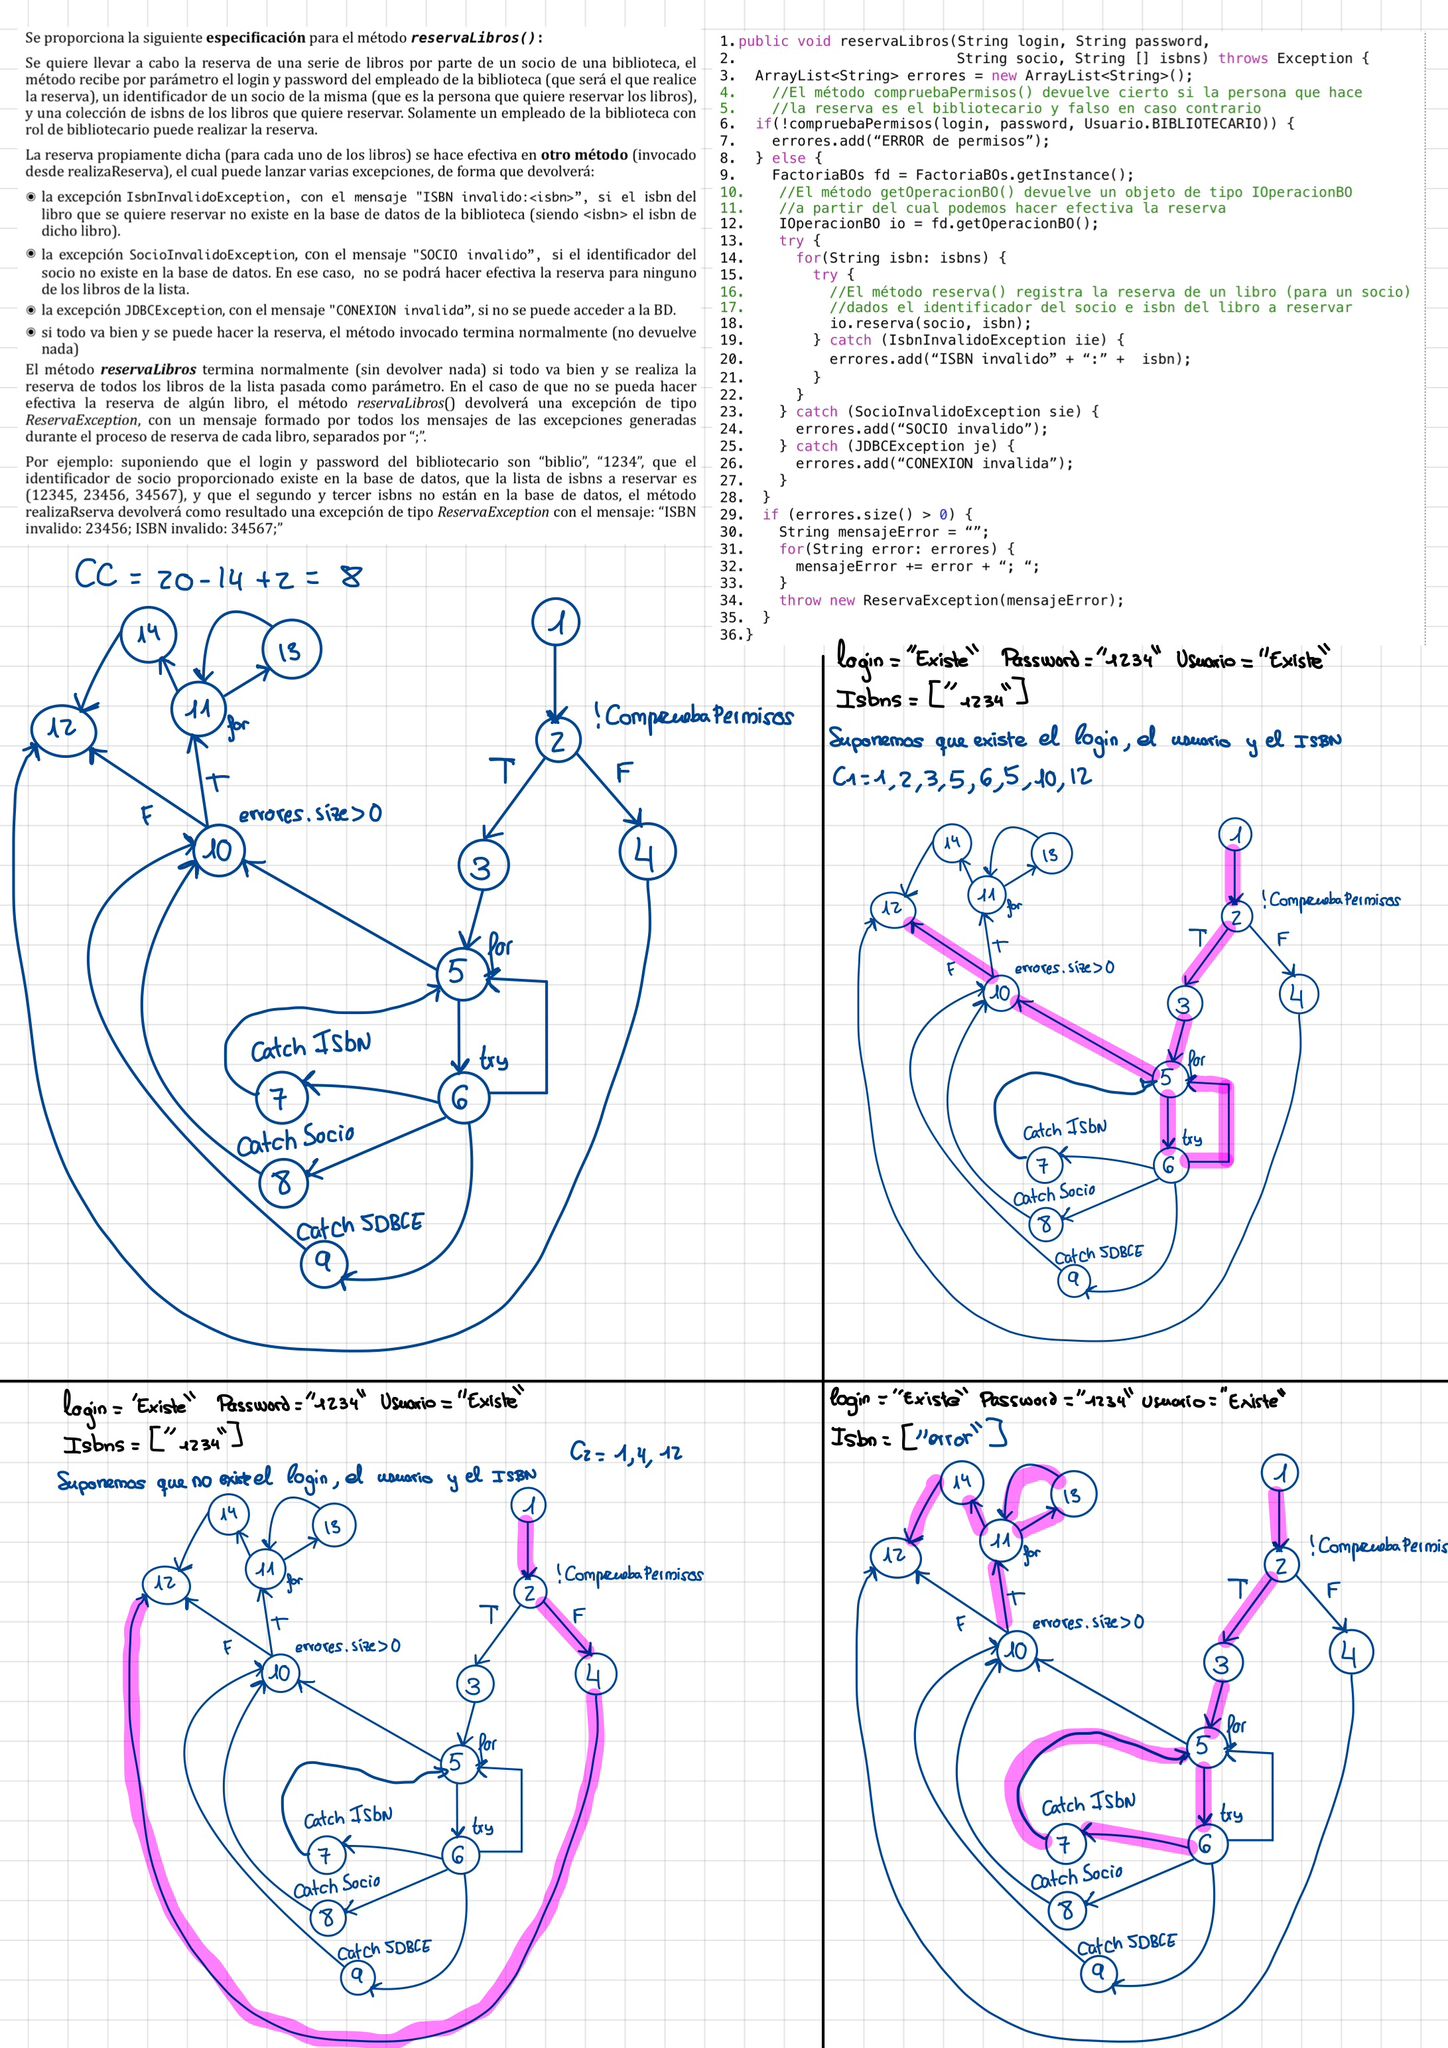 Se proporciona la siguiente especificación para el método reservaLibros():
Se quiere llevar a cabo la reserva de una serie de libros por parte de un socio de una biblioteca, el
método recibe por parámetro el login y password del empleado de la biblioteca (que será el que realice
la reserva), un identificador de un socio de la misma (que es la persona que quiere reservar los libros),
y una colección de isbns de los libros que quiere reservar. Solamente un empleado de la biblioteca con
rol de bibliotecario puede realizar la reserva.
La reserva propiamente dicha (para cada uno de los libros) se hace efectiva en otro método (invocado
desde realizaReserva), el cual puede lanzar varias excepciones, de forma que devolverá:
◉ la excepción IsbnInvalidoException, con el mensaje "ISBN invalido:<isbn>”, si el isbn del
libro que se quiere reservar no existe en la base de datos de la biblioteca (siendo <isbn> el isbn de
dicho libro).
◉ la excepción SocioInvalidoException, con el mensaje "SOCIO invalido”, si el identificador del
socio no existe en la base de datos. En ese caso, no se podrá hacer efectiva la reserva para ninguno
de los libros de la lista.
◉ la excepción JDBCException, con el mensaje "CONEXION invalida”, si no se puede acceder a la BD.
◉ si todo va bien y se puede hacer la reserva, el método invocado termina normalmente (no devuelve
nada)
El método reservaLibros termina normalmente (sin devolver nada) si todo va bien y se realiza la
reserva de todos los libros de la lista pasada como parámetro. En el caso de que no se pueda hacer
efectiva la reserva de algún libro, el método reservaLibros() devolverá una excepción de tipo
ReservaException, con un mensaje formado por todos los mensajes de las excepciones generadas
durante el proceso de reserva de cada libro, separados por “;”.
Por ejemplo: suponiendo que el login y password del bibliotecario son “biblio”, “1234”, que el
identificador de socio proporcionado existe en la base de datos, que la lista de isbns a reservar es
(12345, 23456, 34567), y que el segundo y tercer isbns no están en la base de datos, el método
realizaRserva devolverá como resultado una excepción de tipo ReservaException con el mensaje: “ISBN
invalido: 23456; ISBN invalido: 34567;”
1.public void reservaLibros(String login, String password,
2. String socio, String [] isbns) throws Exception {
3. ArrayList<String> errores = new ArrayList<String>();
4. //El método compruebaPermisos() devuelve cierto si la persona que hace
5. //la reserva es el bibliotecario y falso en caso contrario
6. if(!compruebaPermisos(login, password, Usuario.BIBLIOTECARIO)) {
7. errores.add(“ERROR de permisos”);
8. } else {
9. FactoriaBOs fd = FactoriaBOs.getInstance();
10. //El método getOperacionBO() devuelve un objeto de tipo IOperacionBO
11. //a partir del cual podemos hacer efectiva la reserva
12. IOperacionBO io = fd.getOperacionBO();
13. try {
14. for(String isbn: isbns) {
15. try {
16. //El método reserva() registra la reserva de un libro (para un socio)
17. //dados el identificador del socio e isbn del libro a reservar
18. io.reserva(socio, isbn);
19. } catch (IsbnInvalidoException iie) {
20. errores.add(“ISBN invalido” + “:” + isbn);
21. }
22. }
23. } catch (SocioInvalidoException sie) {
24. errores.add(“SOCIO invalido”);
25. } catch (JDBCException je) {
26. errores.add(“CONEXION invalida”);
27. }
28. }
29. if (errores.size() > 0) {
30. String mensajeError = “”;
31. for(String error: errores) {
32. mensajeError += error + “; “;
33. }
34. throw new ReservaException(mensajeError);
35. }
36.}
CC = 20-14+2 = 8
1
14
13
11
for
12
2
!CompruebaPermisos
T
F
T
F
errores.size>0
10
3
4
5
for
Catch ISbN
try
7
6
Catch Socio
8
Catch JDBCE
9
login = "Existe" Password = "1234" Usuario = "Existe"
Isbns = ["1234"]
Suponemos que existe el login, el usuario y el ISBN
C1 = 1, 2, 3, 5, 6, 5, 10, 12
1
14
13
11
for
12
2
!CompruebaPermisos
T
F
T
F
errores.size>0
10
3
4
5
for
Catch ISbN
try
7
6
Catch Socio
8
Catch JDBCE
9
login = "Existe" Password = "1234" Usuario = "Existe"
Isbns = ["1234"]
C2 = 1, 4, 12
Suponemos que no existe el login, el usuario y el ISBN
1
14
13
11
for
12
2
!CompruebaPermisos
T
F
T
F
errores.size>0
10
3
4
5
for
Catch ISbN
try
7
6
Catch Socio
8
Catch JDBCE
9
login = "Existe" Password = "1234" Usuario = "Existe"
Isbn = ["error"]
1
14
13
11
for
12
2
!CompruebaPermis
T
F
T
F
errores.size>0
10
3
4
5
for
Catch ISbN
try
7
6
Catch Socio
8
Catch JDBCE
9